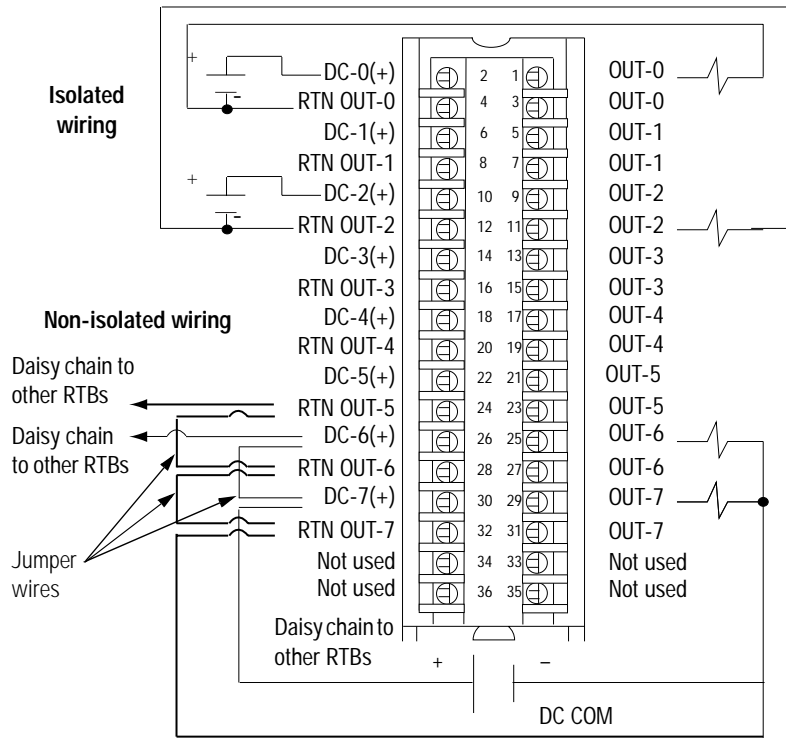 + DC-0(+) 2 1 OUT-0
- RTN OUT-0 4 3 OUT-0
Isolated
wiring
DC-1(+) 6 5 OUT-1
RTN OUT-1 8 7 OUT-1
+ DC-2(+) 10 9 OUT-2
- RTN OUT-2 12 11 OUT-2
DC-3(+) 14 13 OUT-3
RTN OUT-3 16 15 OUT-3
Non-isolated wiring
DC-4(+) 18 17 OUT-4
RTN OUT-4 20 19 OUT-4
Daisy chain to
other RTBs
DC-5(+) 22 21 OUT-5
RTN OUT-5 24 23 OUT-5
Daisy chain
to other RTBs
DC-6(+) 26 25 OUT-6
RTN OUT-6 28 27 OUT-6
DC-7(+) 30 29 OUT-7
RTN OUT-7 32 31 OUT-7
Jumper
wires
Not used 34 33 Not used
Not used 36 35 Not used
Daisy chain to
other RTBs
+ –
DC COM